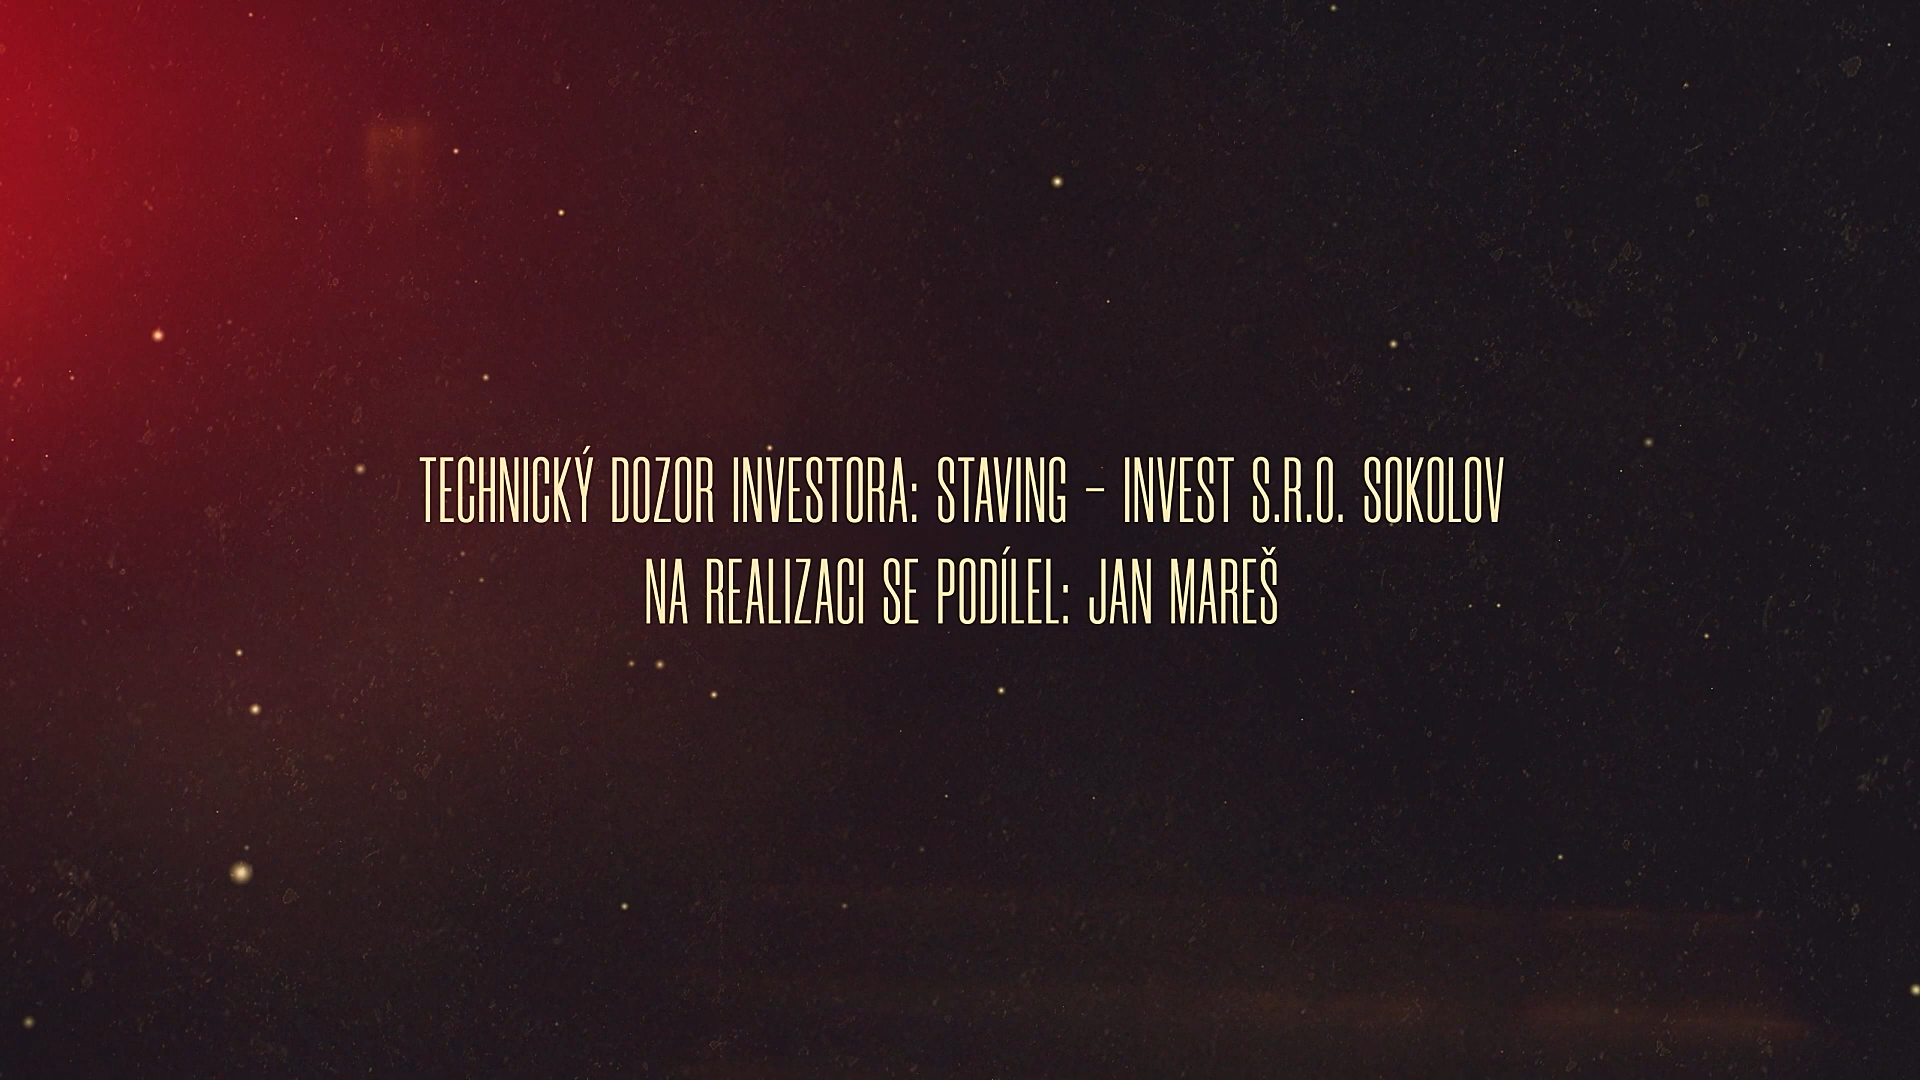 TECHNICKÝ DOZOR INVESTORA: STAVING – INVEST S.R.O. SOKOLOV
NA REALIZACI SE PODÍLEL: JAN MAREŠ